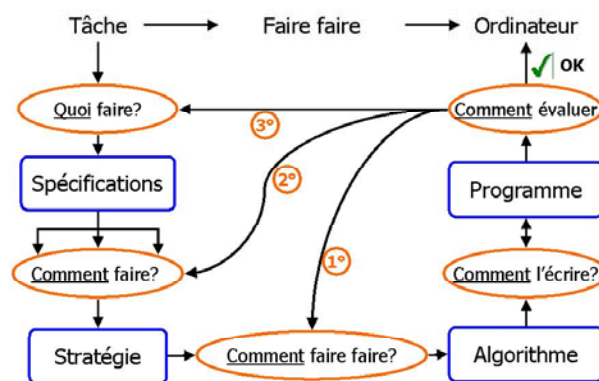 Tâche
Faire faire
Ordinateur
OK
Quoi faire?
Comment évaluer
3°
2°
1°
Spécifications
Programme
Comment faire?
Comment l'écrire?
Stratégie
Comment faire faire?
Algorithme